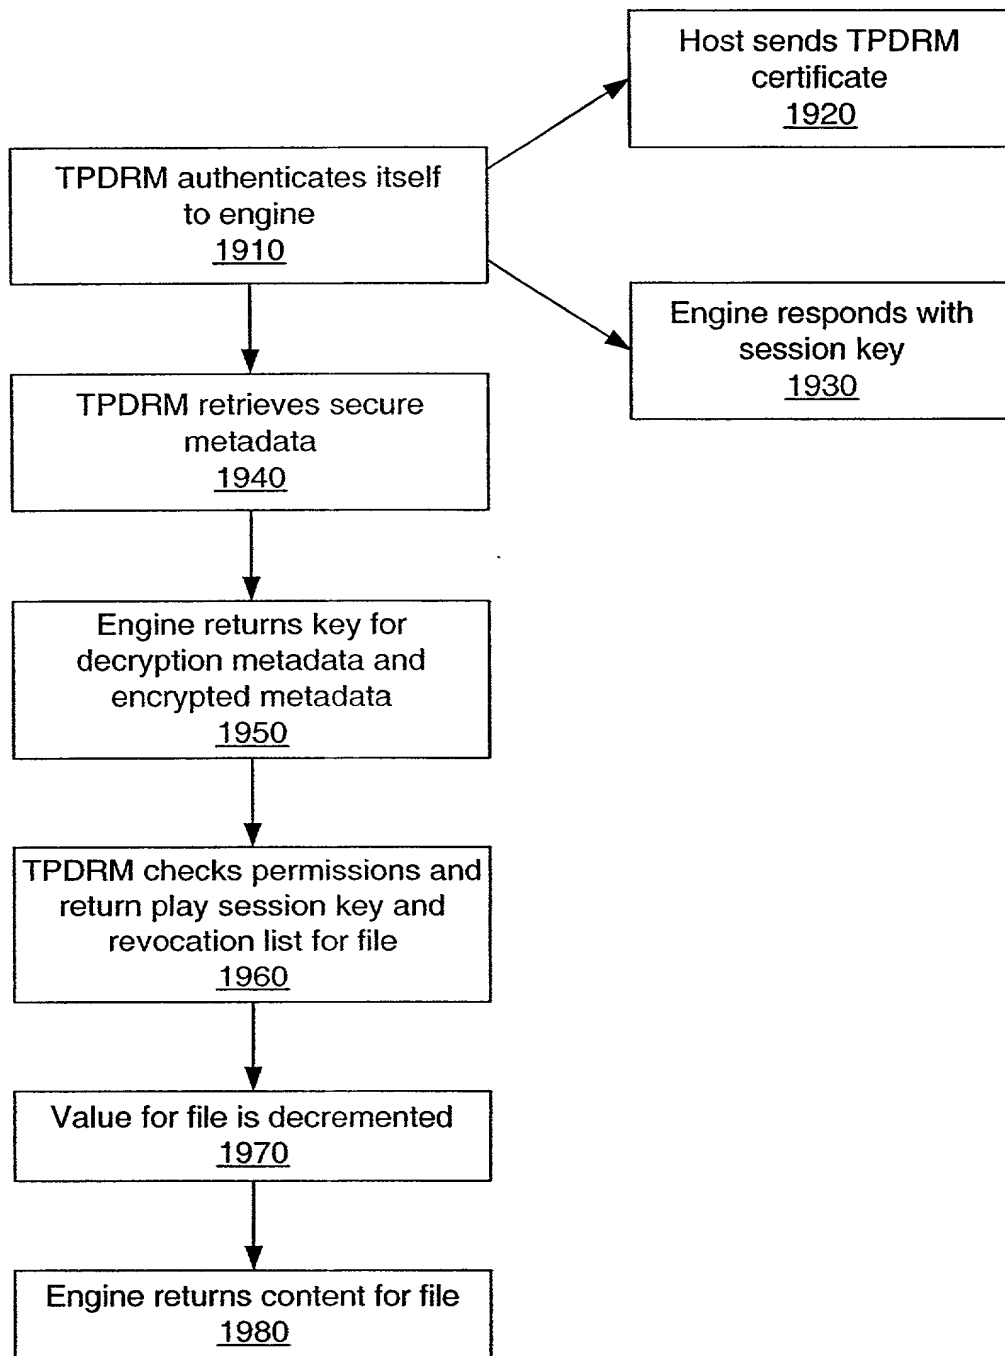 Host sends TPDRM
certificate
1920
TPDRM authenticates itself
to engine
1910
Engine responds with
session key
1930
TPDRM retrieves secure
metadata
1940
Engine returns key for
decryption metadata and
encrypted metadata
1950
TPDRM checks permissions and
return play session key and
revocation list for file
1960
Value for file is decremented
1970
Engine returns content for file
1980